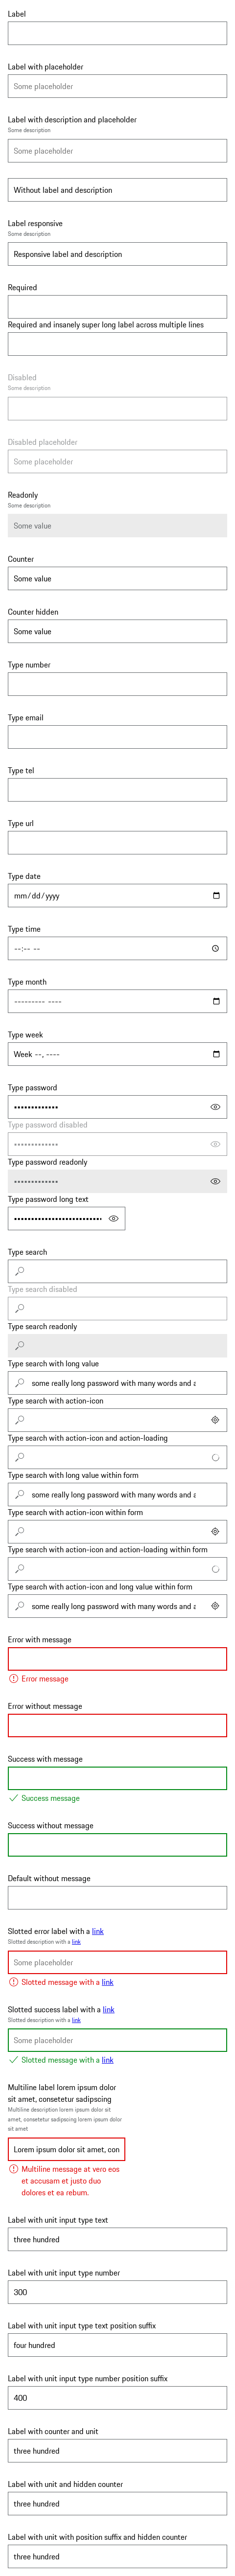 Label
Label with placeholder
Some placeholder
Label with description and placeholder
Some description
Some placeholder
Without label and description
Label responsive
Some description
Responsive label and description
Required
Required and insanely super long label across multiple lines
Disabled
Some description
Disabled placeholder
Some placeholder
Readonly
Some description
Some value
Counter
Some value
Counter hidden
Some value
Type number
Type email
Type tel
Type url
Type date
mm/dd/yyyy
Type time
--:-- --
Type month
--------- ----
Type week
Week --, ----
Type password
•••••••••••••
Type password disabled
•••••••••••••
Type password readonly
•••••••••••••
Type password long text
••••••••••••••••••••••••••
Type search
Type search disabled
Type search readonly
Type search with long value
some really long password with many words and a
Type search with action-icon
Type search with action-icon and action-loading
Type search with long value within form
some really long password with many words and a
Type search with action-icon within form
Type search with action-icon and action-loading within form
Type search with action-icon and long value within form
some really long password with many words and a
Error with message
Error message
Error without message
Success with message
Success message
Success without message
Default without message
Slotted error label with a link
Slotted description with a link
Some placeholder
Slotted message with a link
Slotted success label with a link
Slotted description with a link
Some placeholder
Slotted message with a link
Multiline label lorem ipsum dolor
sit amet, consetetur sadipscing
Multiline description lorem ipsum dolor sit
amet, consetetur sadipscing lorem ipsum dolor
sit amet
Lorem ipsum dolor sit amet, con
Multiline message at vero eos
et accusam et justo duo
dolores et ea rebum.
Label with unit input type text
three hundred
Label with unit input type number
300
Label with unit input type text position suffix
four hundred
Label with unit input type number position suffix
400
Label with counter and unit
three hundred
Label with unit and hidden counter
three hundred
Label with unit with position suffix and hidden counter
three hundred